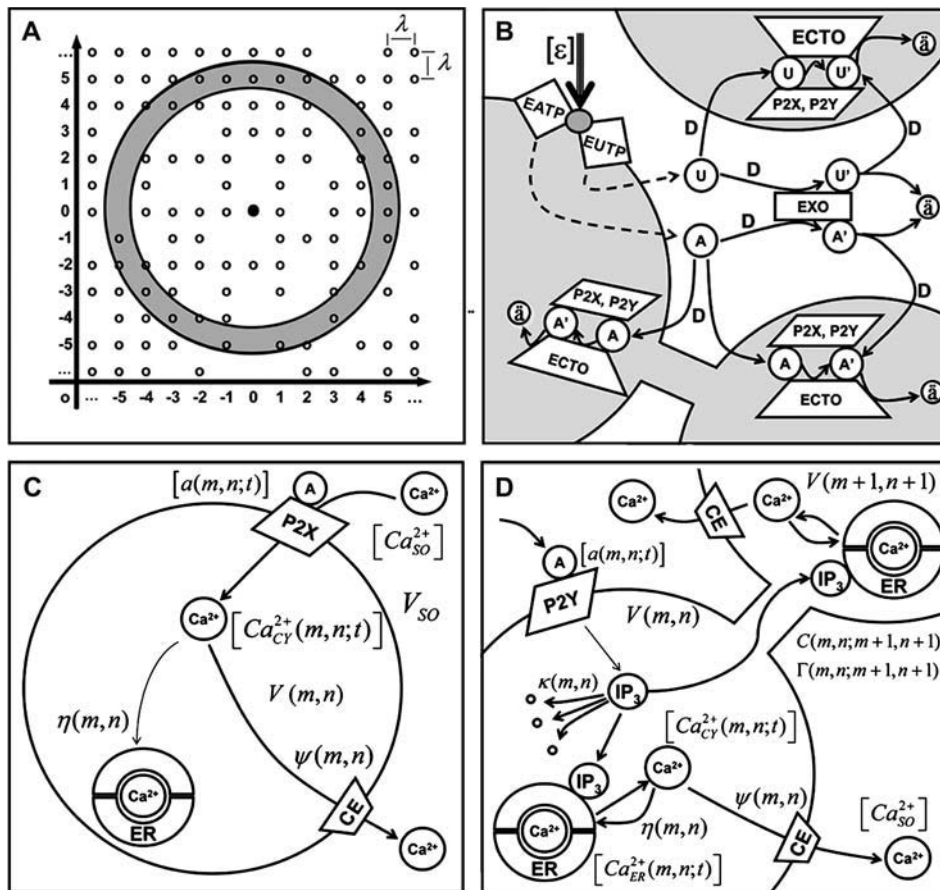 A
λ
λ
...
5
4
3
2
1
0
-1
-2
-3
-4
-5
...
o ... -5 -4 -3 -2 -1 0 1 2 3 4 5 ...
B
[ε]
EATP
EUTP
ECTO
U U' ä
P2X, P2Y
D D
U D U' ä
EXO
A D A'
D D
P2X, P2Y
ä A' A
ECTO
P2X, P2Y
A A'
ECTO ä
C
[a(m,n;t)] A
P2X
Ca²⁺
[Ca²⁺SO]
Ca²⁺
[Ca²⁺CY(m,n;t)]
VSO
V(m,n)
η(m,n)
ψ(m,n)
Ca²⁺
ER
CE
Ca²⁺
D
Ca²⁺ CE Ca²⁺
V(m+1,n+1)
Ca²⁺
ER
IP3
A [a(m,n;t)]
P2Y
V(m,n)
C(m,n;m+1,n+1)
Γ(m,n;m+1,n+1)
κ(m,n)
IP3
[Ca²⁺CY(m,n;t)]
IP3
Ca²⁺
ψ(m,n)
[Ca²⁺SO]
Ca²⁺
ER
η(m,n)
CE
Ca²⁺
[Ca²⁺ER(m,n;t)]